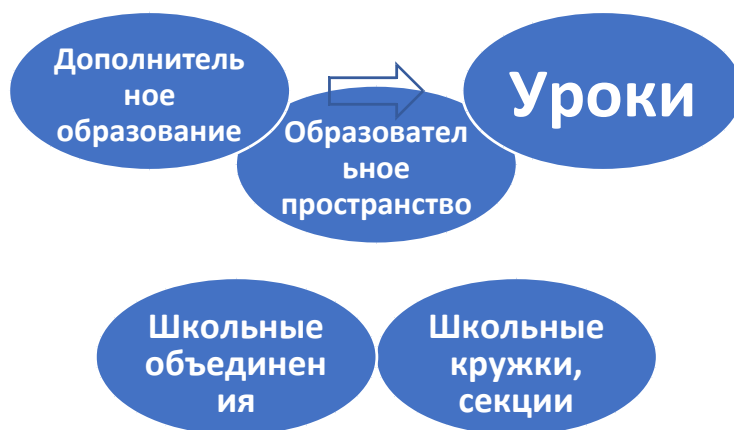 Дополнитель
ное
образование
Образовател
ьное
пространство
Уроки
Школьные
объединен
ия
Школьные
кружки,
секции